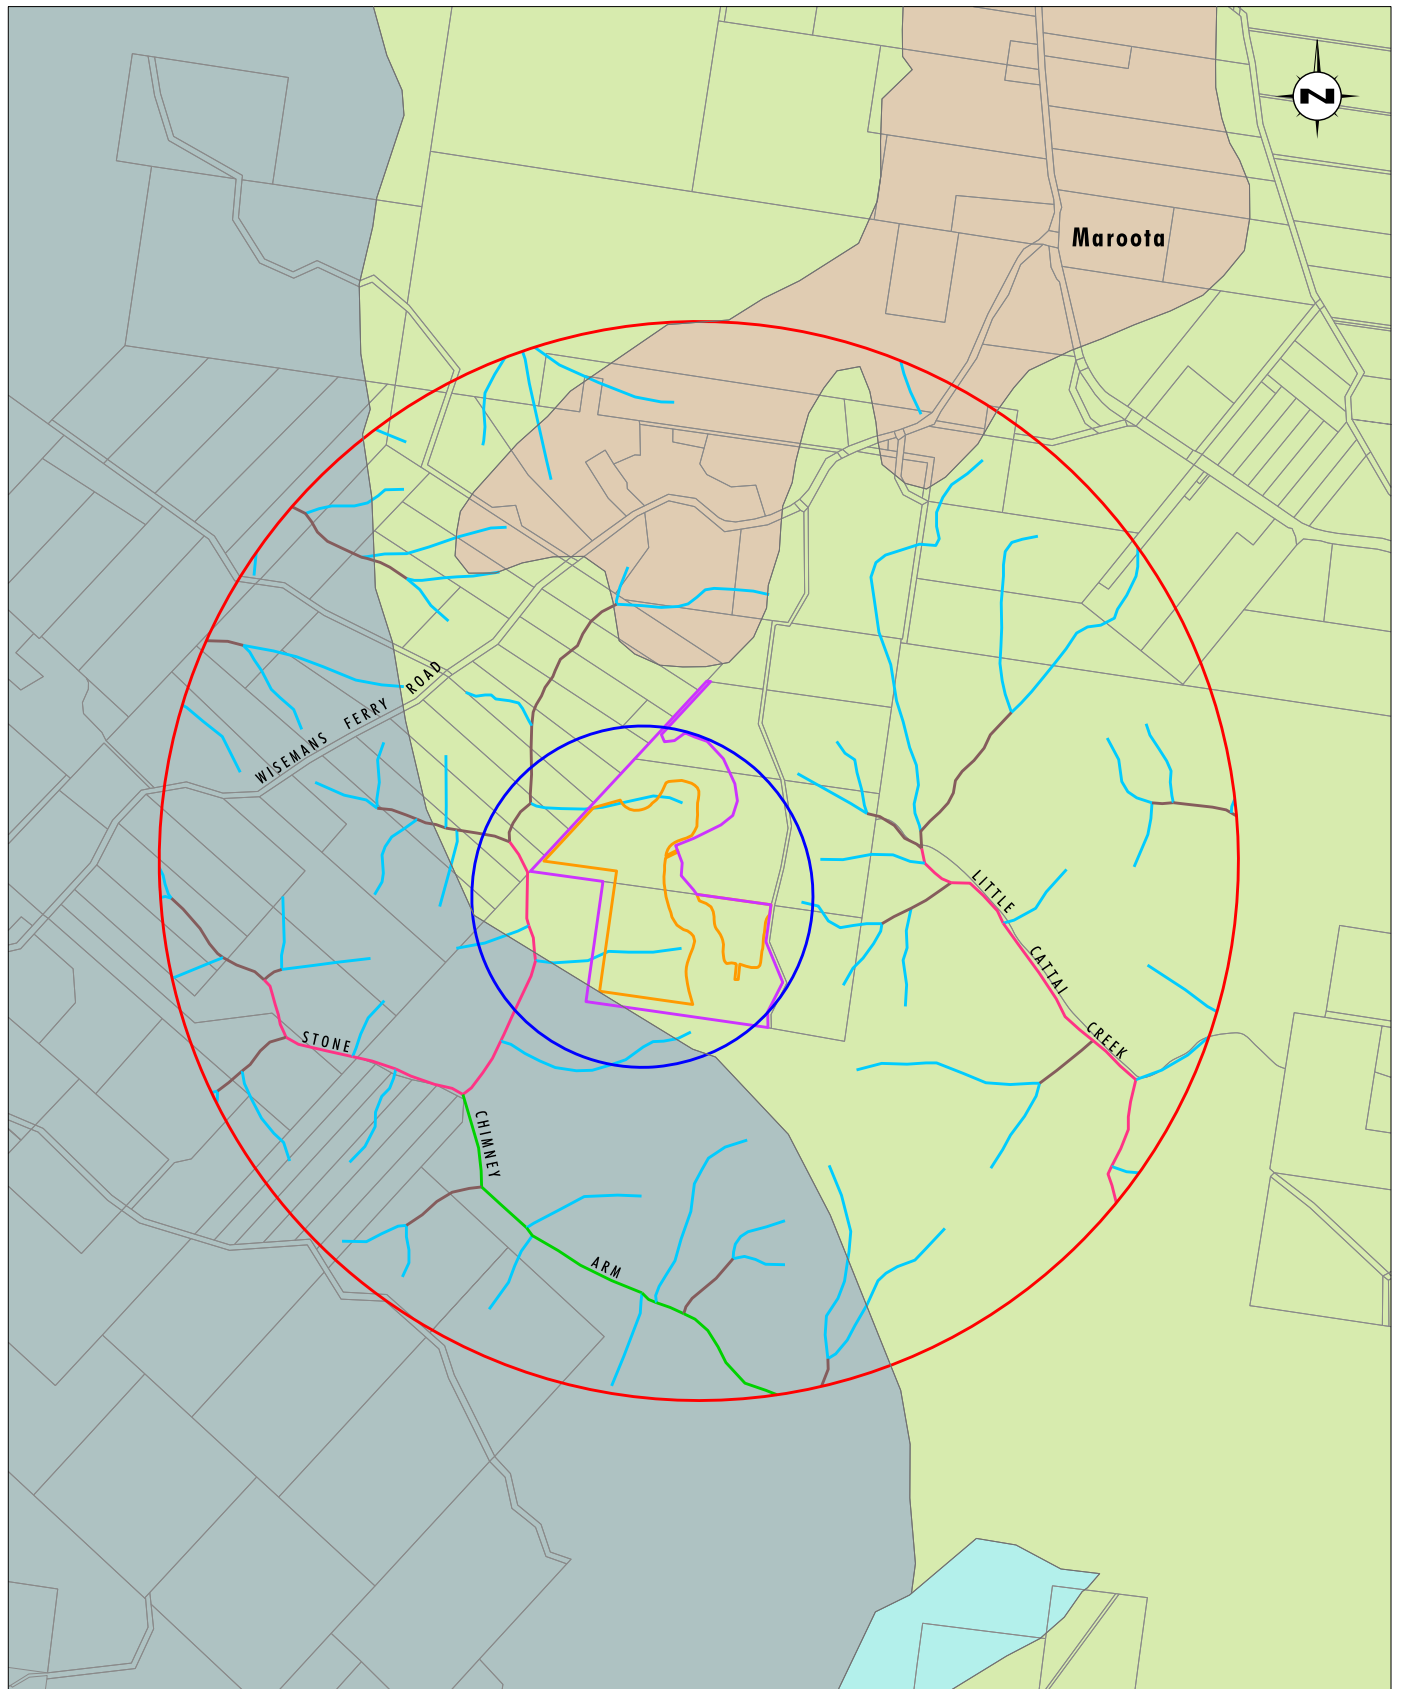 N
Maroota
WISEMANS FERRY ROAD
LITTLE CATTAI CREEK
STONE CHIMNEY ARM